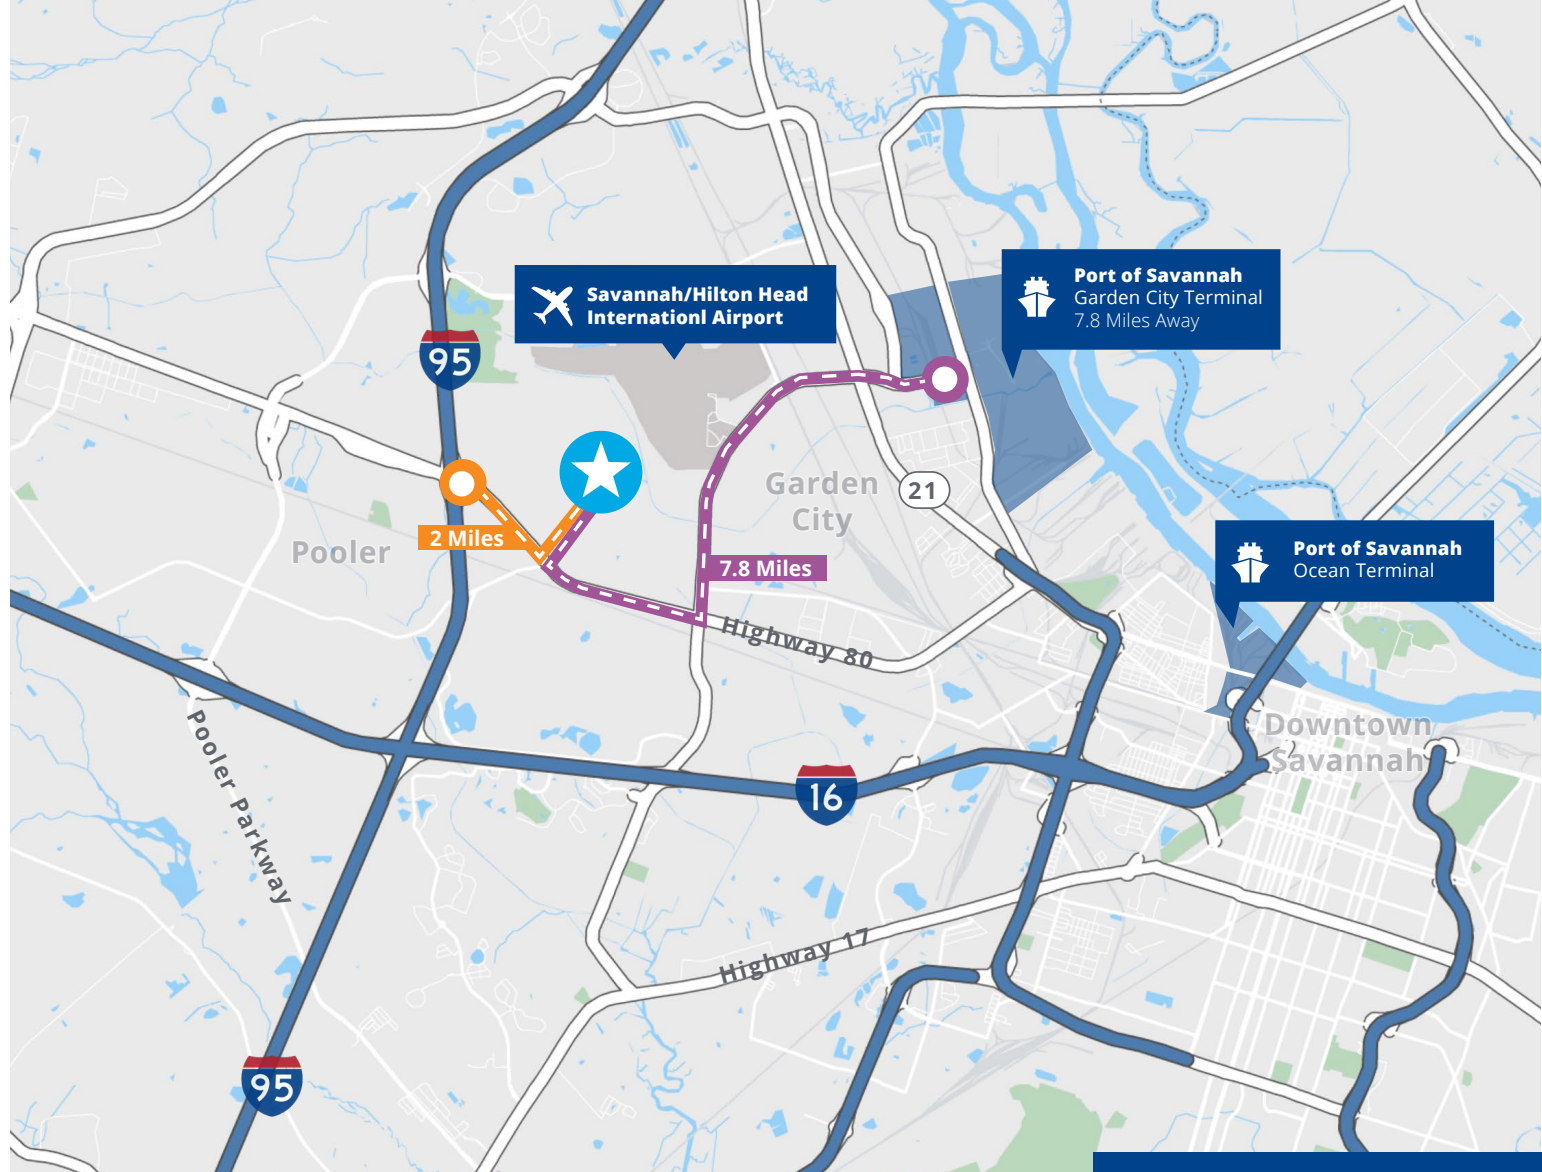 Savannah/Hilton Head
Internationl Airport
Port of Savannah
Garden City Terminal
7.8 Miles Away
95
Garden
City
21
2 Miles
Pooler
7.8 Miles
Port of Savannah
Ocean Terminal
Highway 80
Pooler Parkway
Downtown
Savannah
16
Highway 17
95